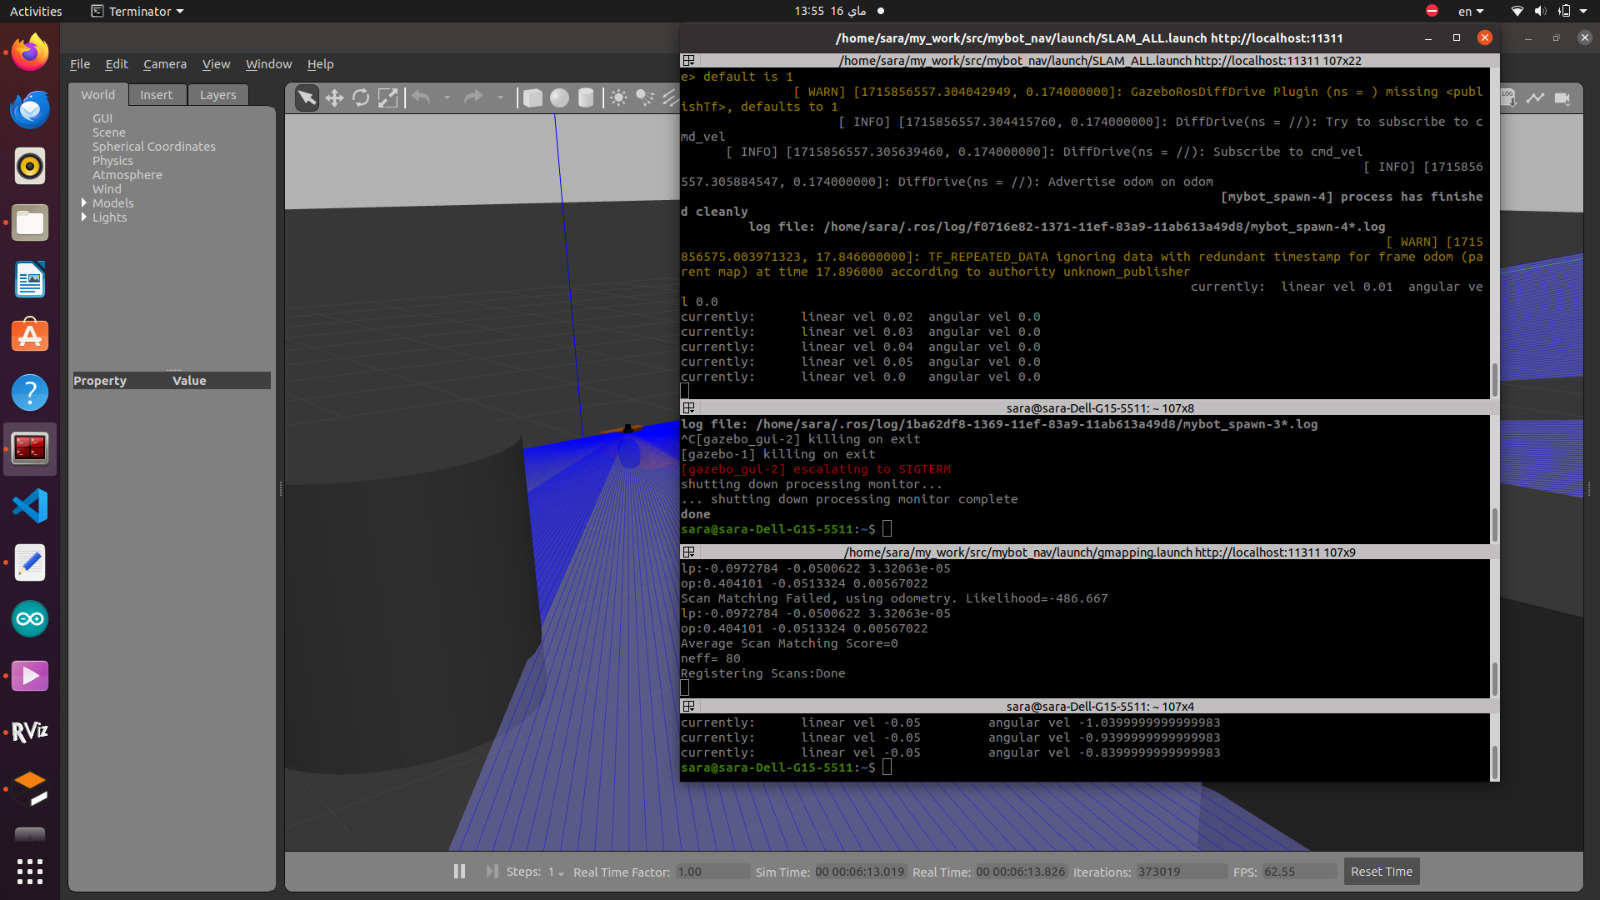 Activities
Terminator
13:55 16 ماي
en
/home/sara/my_work/src/mybot_nav/launch/SLAM_ALL.launch http://localhost:11311
File Edit Camera View Window Help
World Insert Layers
GUI
Scene
Spherical Coordinates
Physics
Atmosphere
Wind
Models
Lights
Property Value
/home/sara/my_work/src/mybot_nav/launch/SLAM_ALL.launch http://localhost:11311 107x22
e> default is 1
[ WARN] [1715856557.304042949, 0.174000000]: GazeboRosDiffDrive Plugin (ns = ) missing <publ
ishTf>, defaults to 1
[ INFO] [1715856557.304415760, 0.174000000]: DiffDrive(ns = //): Try to subscribe to c
md_vel
[ INFO] [1715856557.305639460, 0.174000000]: DiffDrive(ns = //): Subscribe to cmd_vel
[ INFO] [1715856
557.305884547, 0.174000000]: DiffDrive(ns = //): Advertise odom on odom
[mybot_spawn-4] process has finishe
d cleanly
log file: /home/sara/.ros/log/f0716e82-1371-11ef-83a9-11ab613a49d8/mybot_spawn-4*.log
[ WARN] [1715
856575.003971323, 17.846000000]: TF_REPEATED_DATA ignoring data with redundant timestamp for frame odom (pa
rent map) at time 17.896000 according to authority unknown_publisher
currently: linear vel 0.01 angular ve
l 0.0
currently: linear vel 0.02 angular vel 0.0
currently: linear vel 0.03 angular vel 0.0
currently: linear vel 0.04 angular vel 0.0
currently: linear vel 0.05 angular vel 0.0
currently: linear vel 0.0 angular vel 0.0
sara@sara-Dell-G15-5511: ~ 107x8
log file: /home/sara/.ros/log/1ba62df8-1369-11ef-83a9-11ab613a49d8/mybot_spawn-3*.log
^C[gazebo_gui-2] killing on exit
[gazebo-1] killing on exit
[gazebo_gui-2] escalating to SIGTERM
shutting down processing monitor...
... shutting down processing monitor complete
done
sara@sara-Dell-G15-5511:~$
/home/sara/my_work/src/mybot_nav/launch/gmapping.launch http://localhost:11311 107x9
lp:-0.0972784 -0.0500622 3.32063e-05
op:0.404101 -0.0513324 0.00567022
Scan Matching Failed, using odometry. Likelihood=-486.667
lp:-0.0972784 -0.0500622 3.32063e-05
op:0.404101 -0.0513324 0.00567022
Average Scan Matching Score=0
neff= 80
Registering Scans:Done
sara@sara-Dell-G15-5511: ~ 107x4
currently: linear vel -0.05 angular vel -1.0399999999999983
currently: linear vel -0.05 angular vel -0.9399999999999983
currently: linear vel -0.05 angular vel -0.8399999999999983
sara@sara-Dell-G15-5511:~$
RViz
LOG
Steps: 1 Real Time Factor: 1.00 Sim Time: 00 00:06:13.019 Real Time: 00 00:06:13.826 Iterations: 373019 FPS: 62.55 Reset Time